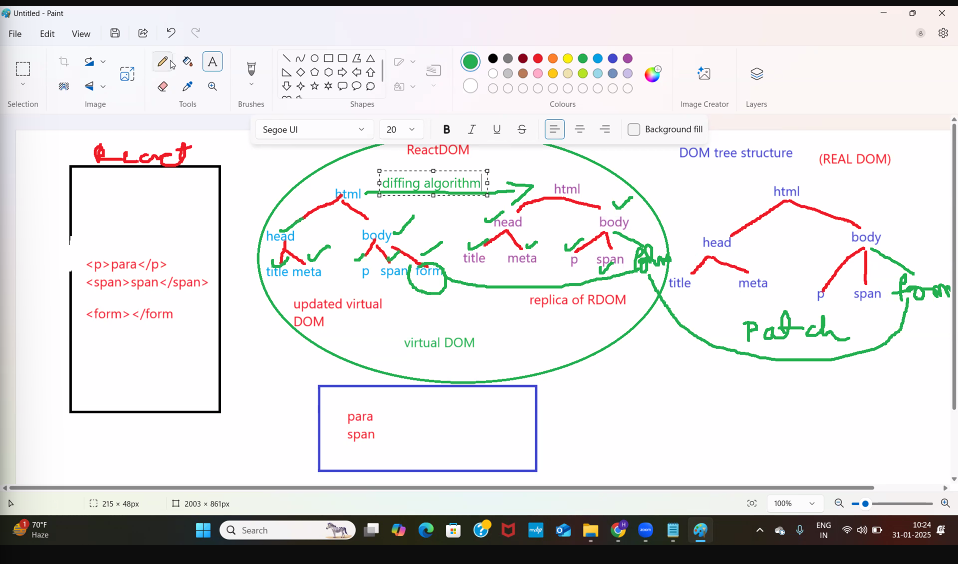 Untitled - Paint
File Edit View
Selection Image Tools Brushes Shapes Colours Image Creator Layers
Segoe UI 20 B I U S Background fill
React
<p>para</p>
<span>span</span>
<form></form
ReactDOM
diffing algorithm
html
head body
title meta p span form
updated virtual
DOM
html
head body
title meta p span form
replica of RDOM
virtual DOM
DOM tree structure (REAL DOM)
html
head body
title meta p span form
Patch
para
span
215 × 48px 2003 × 861px 100%
1 70°F
Haze
Search
ENG
IN
10:24
31-01-2025